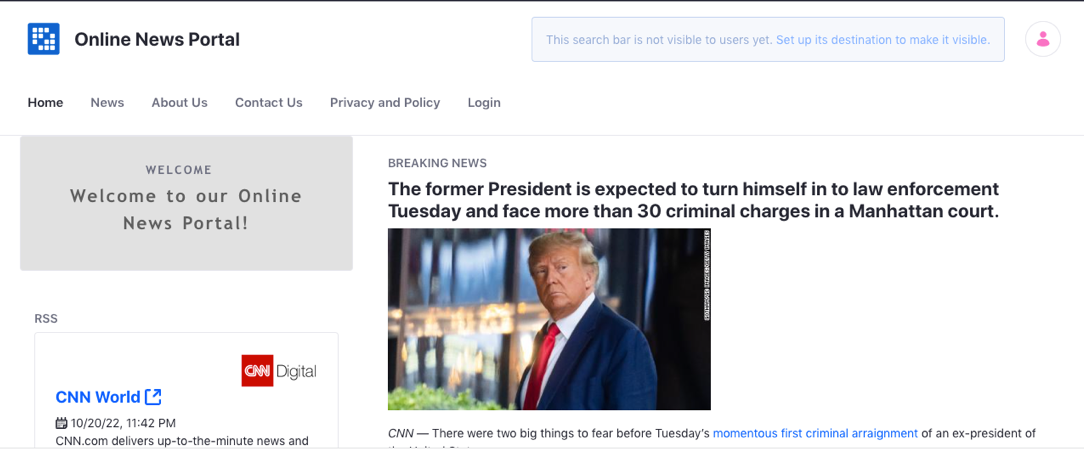 Online News Portal
This search bar is not visible to users yet. Set up its destination to make it visible.
Home News About Us Contact Us Privacy and Policy Login
WELCOME
Welcome to our Online
News Portal!
RSS
CNN Digital
CNN World
10/20/22, 11:42 PM
CNN.com delivers up-to-the-minute news and
BREAKING NEWS
The former President is expected to turn himself in to law enforcement
Tuesday and face more than 30 criminal charges in a Manhattan court.
CNN — There were two big things to fear before Tuesday’s momentous first criminal arraignment of an ex-president of